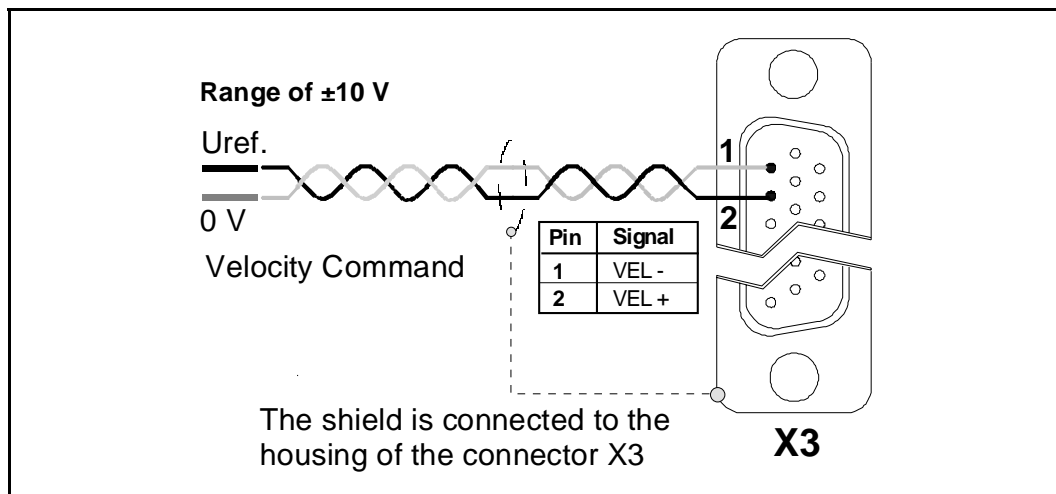 Range of ±10 V
Uref.
0 V
Velocity Command
1
2
Pin Signal
1 VEL -
2 VEL +
The shield is connected to the
housing of the connector X3
X3